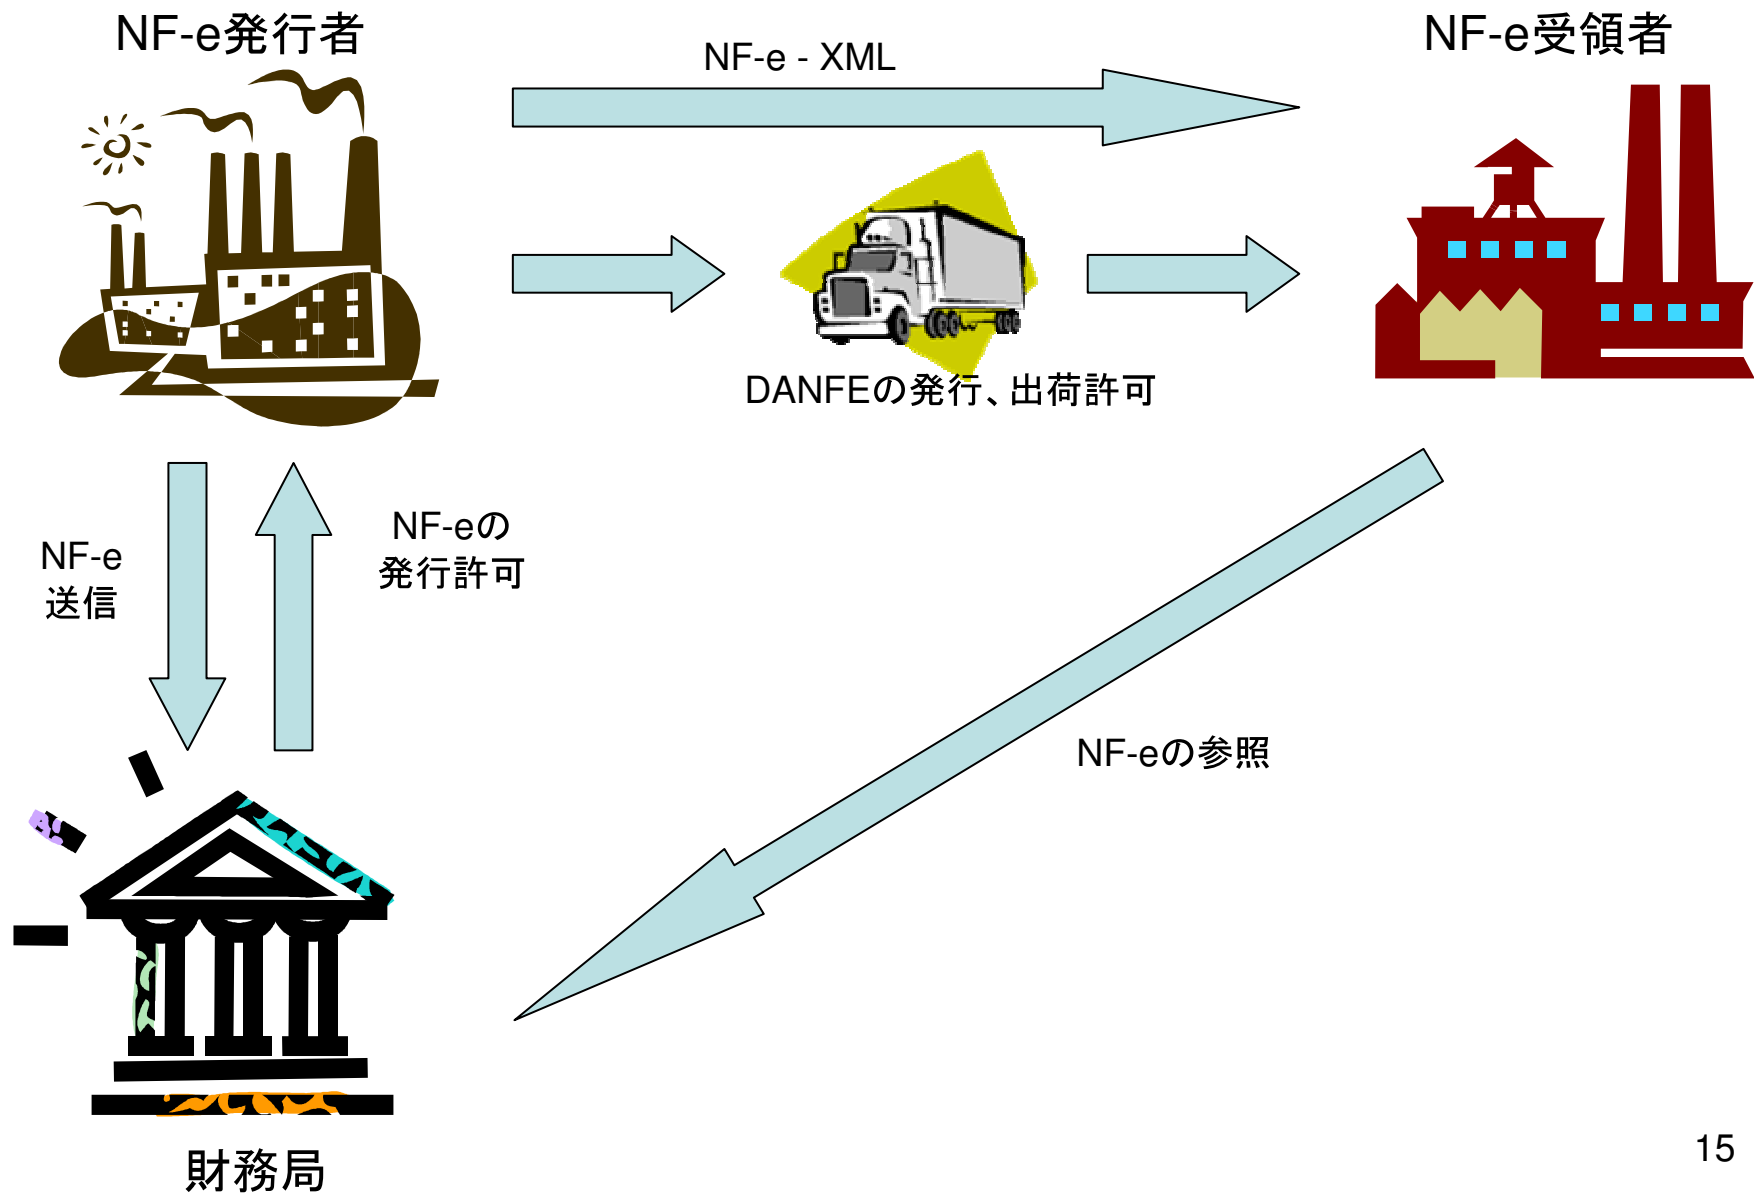 NF-e発行者
NF-e - XML
NF-e受領者
DANFEの発行、出荷許可
NF-e
送信
NF-eの
発行許可
NF-eの参照
財務局
15